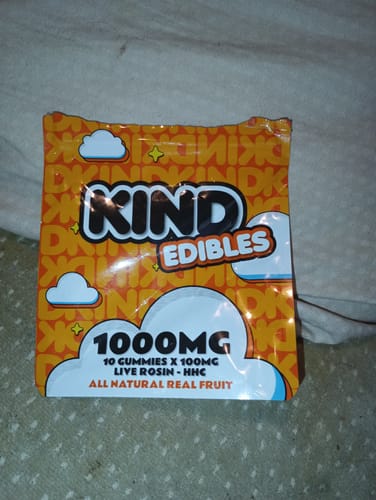 KIND
EDIBLES
1000MG
10 GUMMIES X 100MG
LIVE ROSIN - HHC
ALL NATURAL REAL FRUIT